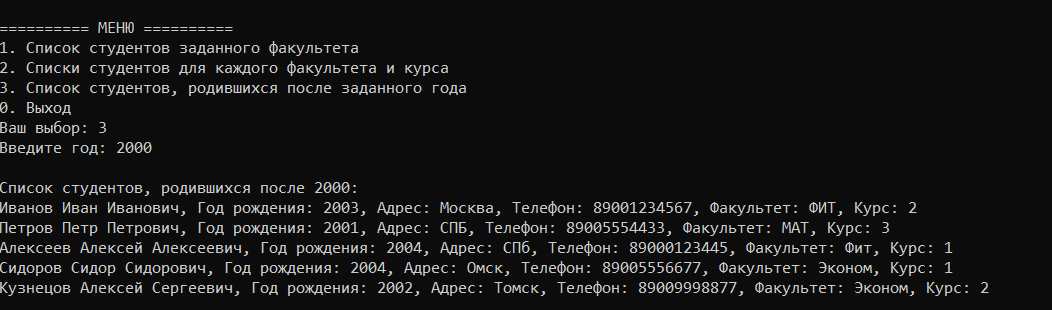 ========== МЕНЮ ==========
1. Список студентов заданного факультета
2. Списки студентов для каждого факультета и курса
3. Список студентов, родившихся после заданного года
0. Выход
Ваш выбор: 3
Введите год: 2000
Список студентов, родившихся после 2000:
Иванов Иван Иванович, Год рождения: 2003, Адрес: Москва, Телефон: 89001234567, Факультет: ФИТ, Курс: 2
Петров Петр Петрович, Год рождения: 2001, Адрес: СПБ, Телефон: 89005554433, Факультет: МАТ, Курс: 3
Алексеев Алексей Алексеевич, Год рождения: 2004, Адрес: СПб, Телефон: 89000123445, Факультет: Фит, Курс: 1
Сидоров Сидор Сидорович, Год рождения: 2004, Адрес: Омск, Телефон: 89005556677, Факультет: Эконом, Курс: 1
Кузнецов Алексей Сергеевич, Год рождения: 2002, Адрес: Томск, Телефон: 89009998877, Факультет: Эконом, Курс: 2